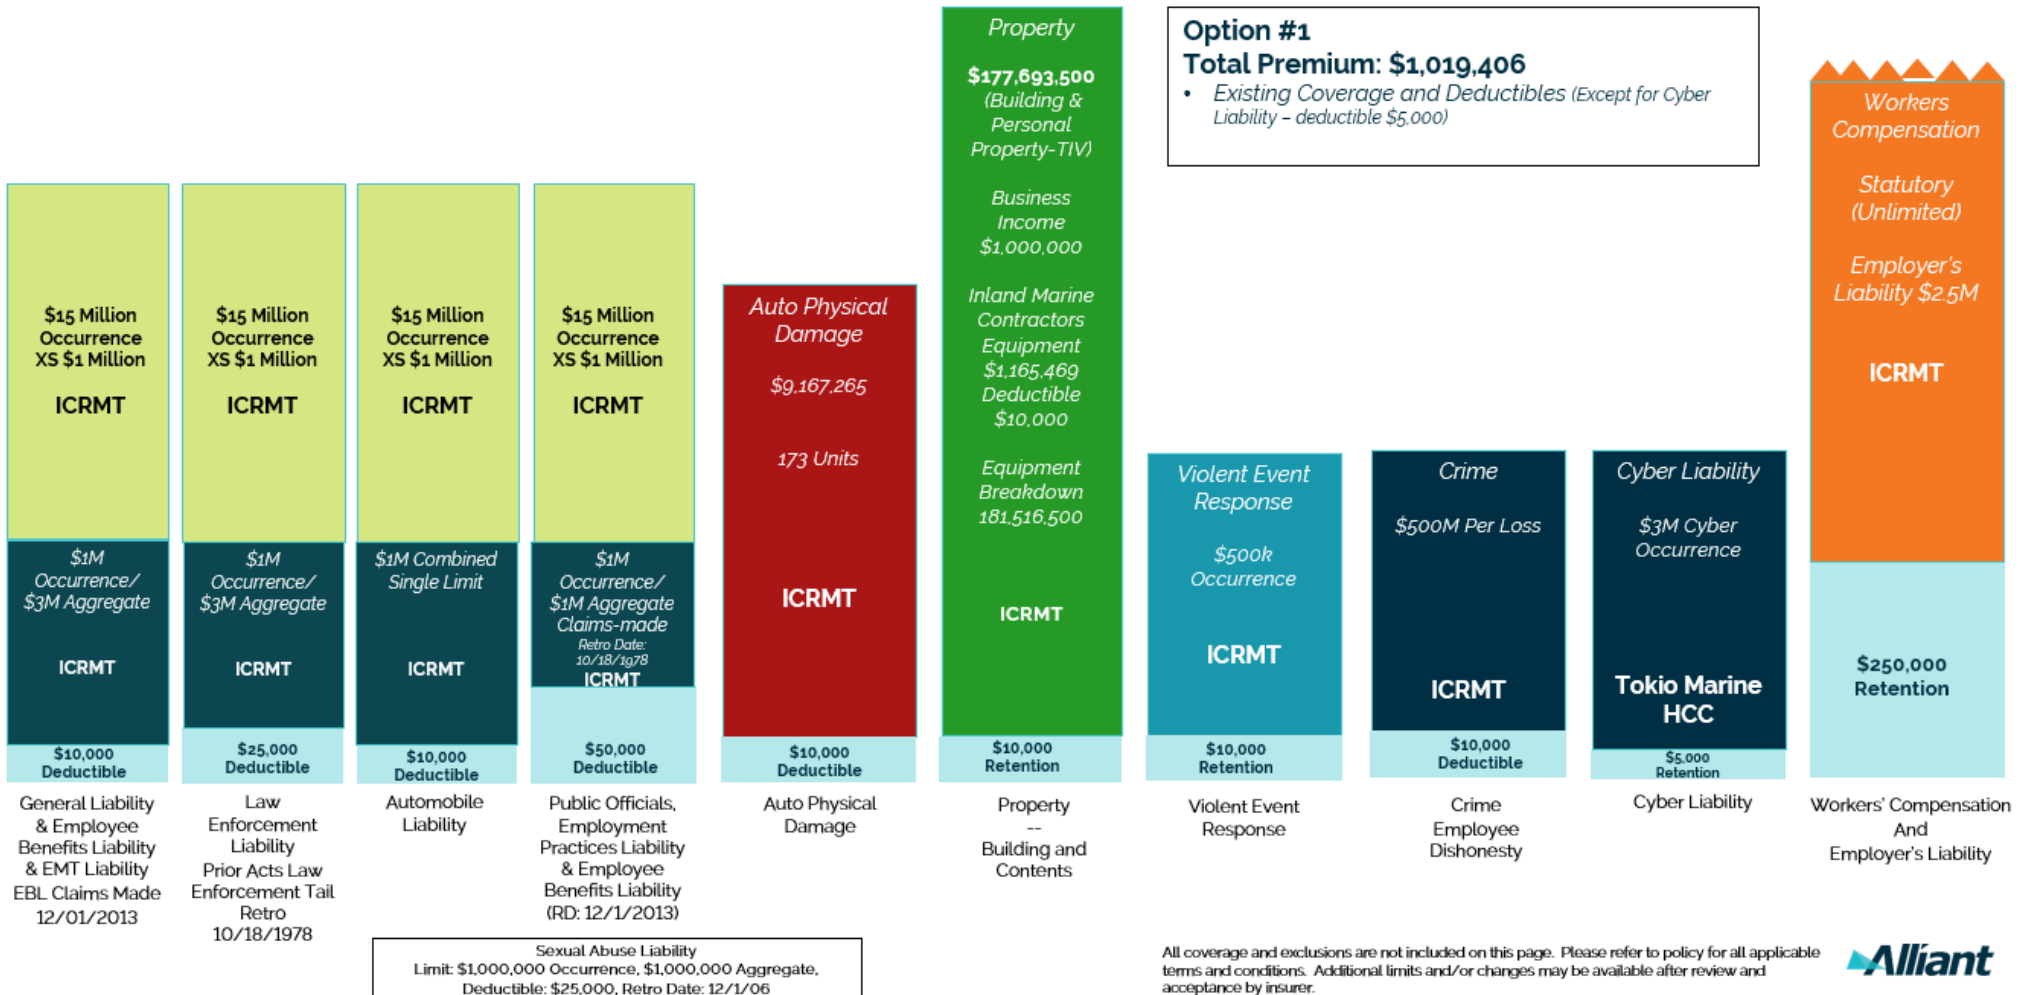 Option #1
Total Premium: $1,019,406
• Existing Coverage and Deductibles (Except for Cyber
Liability – deductible $5,000)
$15 Million
Occurrence
XS $1 Million
ICRMT
$1M
Occurrence/
$3M Aggregate
ICRMT
$10,000
Deductible
General Liability
& Employee
Benefits Liability
& EMT Liability
EBL Claims Made
12/01/2013
$15 Million
Occurrence
XS $1 Million
ICRMT
$1M
Occurrence/
$3M Aggregate
ICRMT
$25,000
Deductible
Law
Enforcement
Liability
Prior Acts Law
Enforcement Tail
Retro
10/18/1978
$15 Million
Occurrence
XS $1 Million
ICRMT
$1M Combined
Single Limit
ICRMT
$10,000
Deductible
Automobile
Liability
$15 Million
Occurrence
XS $1 Million
ICRMT
$1M
Occurrence/
$1M Aggregate
Claims-made
Retro Date:
10/18/1978
ICRMT
$50,000
Deductible
Public Officials,
Employment
Practices Liability
& Employee
Benefits Liability
(RD: 12/1/2013)
Auto Physical
Damage
$9,167,265
173 Units
ICRMT
$10,000
Deductible
Auto Physical
Damage
Property
$177,693,500
(Building &
Personal
Property-TIV)
Business
Income
$1,000,000
Inland Marine
Contractors
Equipment
$1,165,469
Deductible
$10,000
Equipment
Breakdown
181,516,500
ICRMT
$10,000
Retention
Property
--
Building and
Contents
Violent Event
Response
$500k
Occurrence
ICRMT
$10,000
Retention
Violent Event
Response
Crime
$500M Per Loss
ICRMT
$10,000
Deductible
Crime
Employee
Dishonesty
Cyber Liability
$3M Cyber
Occurrence
Tokio Marine
HCC
$5,000
Retention
Cyber Liability
Workers
Compensation
Statutory
(Unlimited)
Employer's
Liability $2.5M
ICRMT
$250,000
Retention
Workers' Compensation
And
Employer's Liability
Sexual Abuse Liability
Limit: $1,000,000 Occurrence, $1,000,000 Aggregate,
Deductible: $25,000, Retro Date: 12/1/06
All coverage and exclusions are not included on this page. Please refer to policy for all applicable
terms and conditions. Additional limits and/or changes may be available after review and
acceptance by insurer.
Alliant